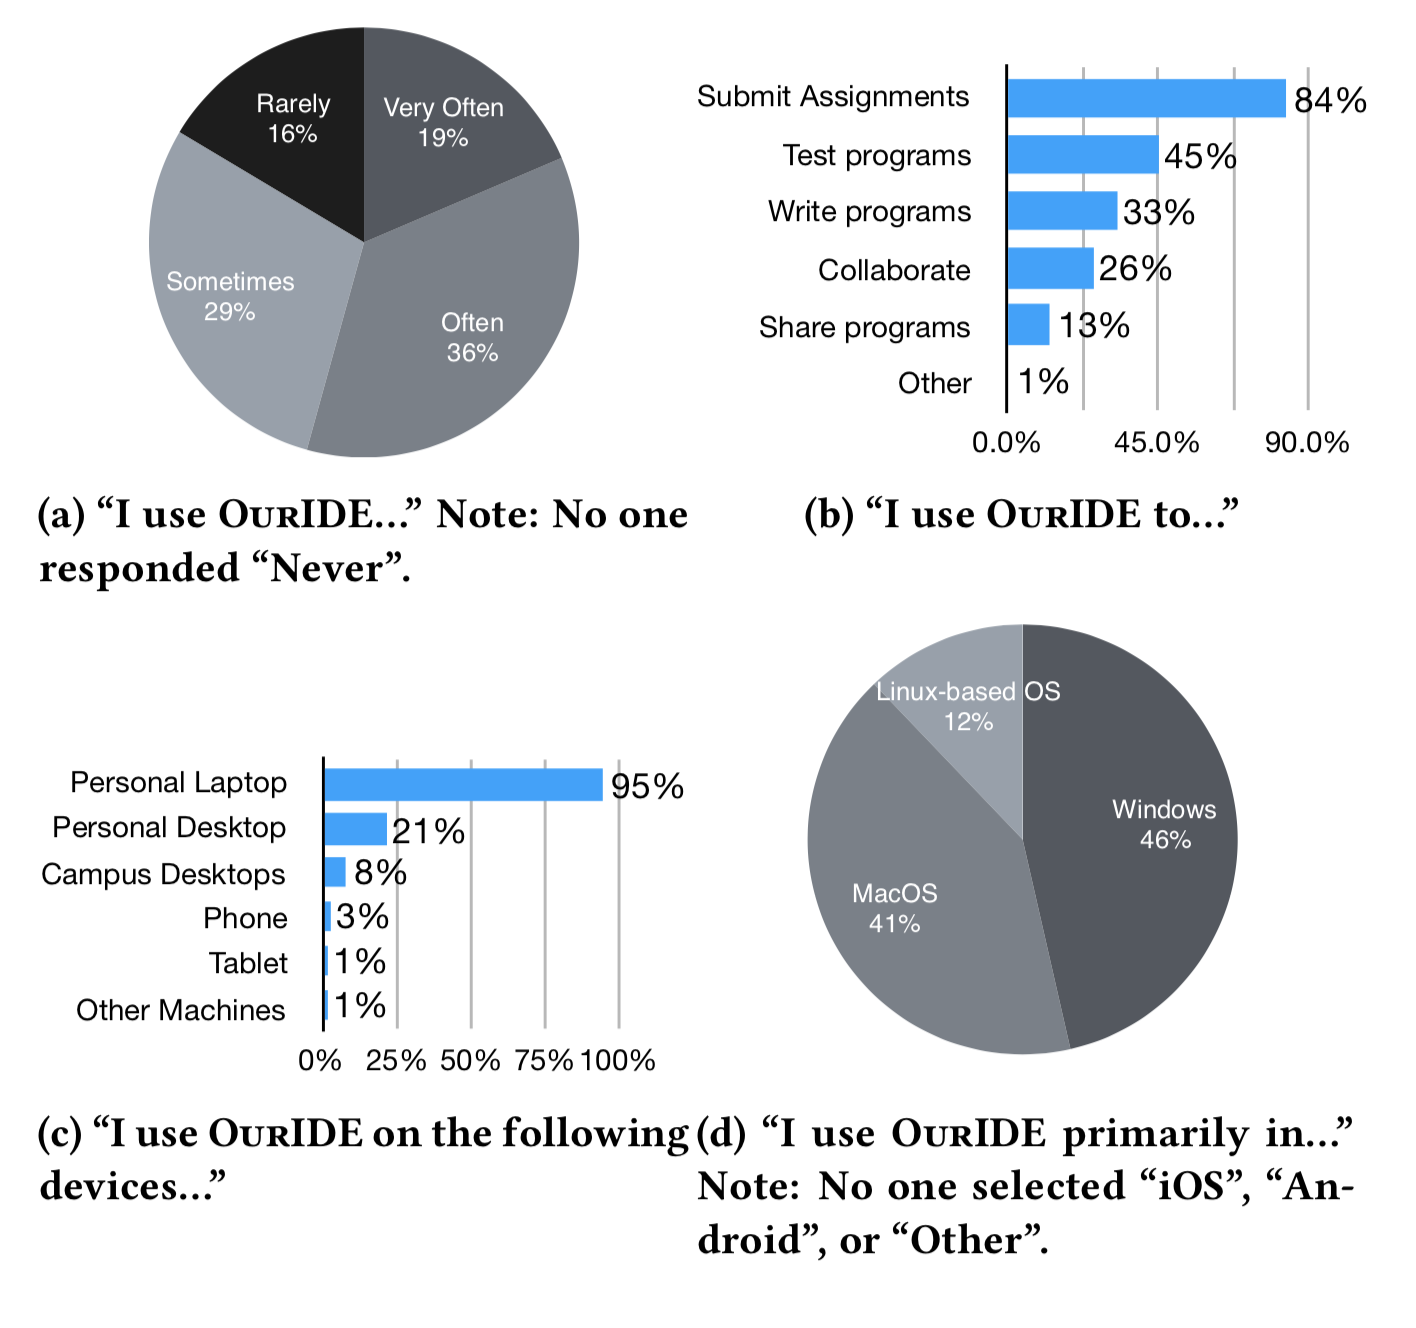 Rarely
16%
Very Often
19%
Sometimes
29%
Often
36%
(a) “I use OurIDE...” Note: No one
responded “Never”.
Submit Assignments 84%
Test programs 45%
Write programs 33%
Collaborate 26%
Share programs 13%
Other 1%
0.0% 45.0% 90.0%
(b) “I use OurIDE to...”
Personal Laptop 95%
Personal Desktop 21%
Campus Desktops 8%
Phone 3%
Tablet 1%
Other Machines 1%
0% 25% 50% 75% 100%
(c) “I use OurIDE on the following
devices...”
Linux-based OS
12%
Windows
46%
MacOS
41%
(d) “I use OurIDE primarily in...”
Note: No one selected “iOS”, “An-
droid”, or “Other”.